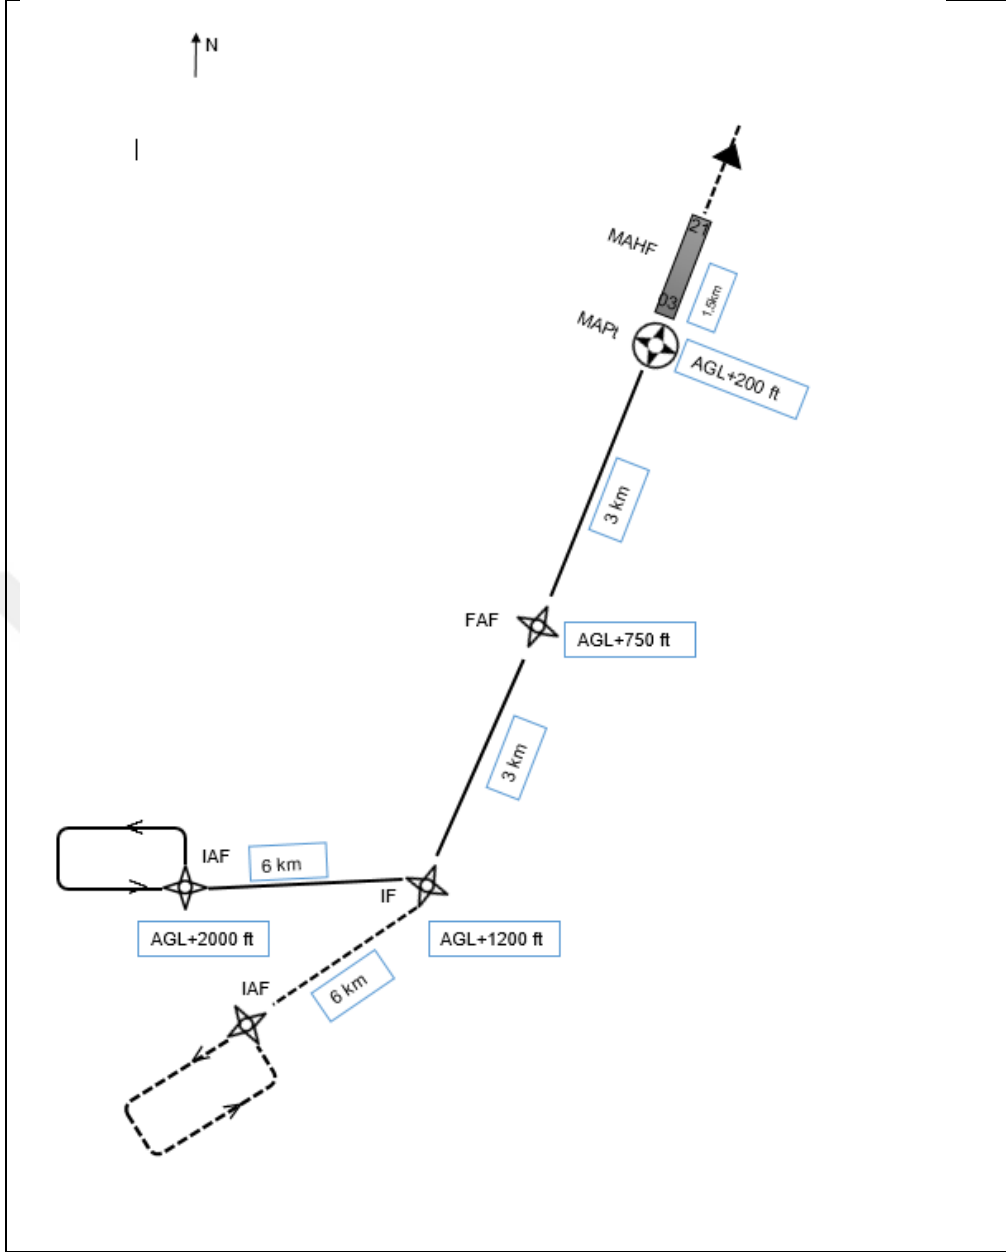 N
21
MAHF
1.5km
03
MAPt
AGL+200 ft
3 km
FAF
AGL+750 ft
3 km
IAF
6 km
IF
AGL+2000 ft
AGL+1200 ft
IAF
6 km